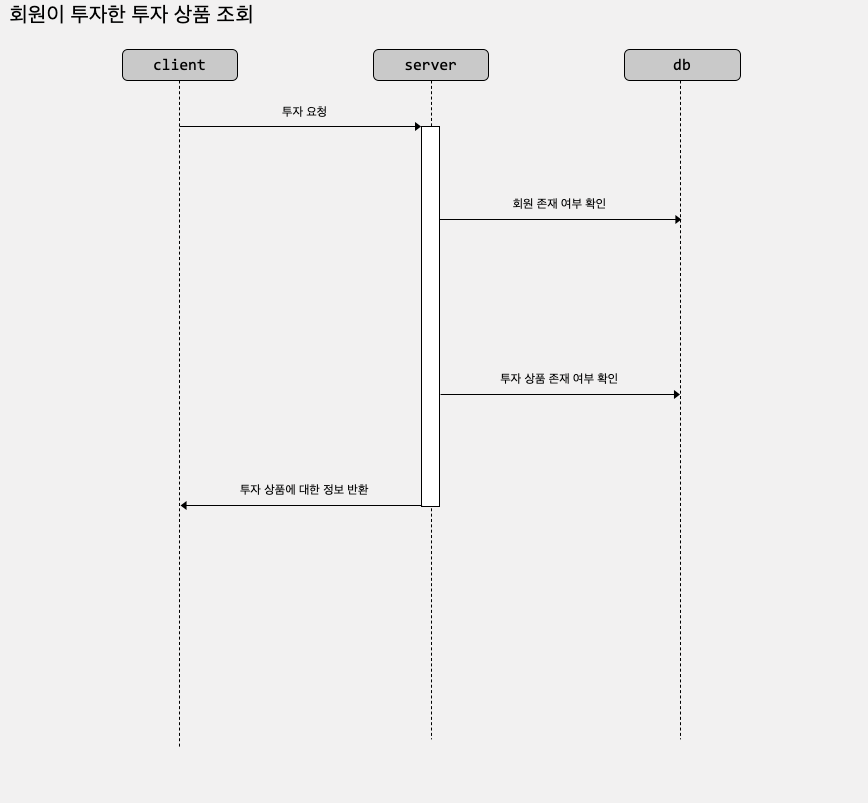 회원이 투자한 투자 상품 조회
client
server
db
투자 요청
회원 존재 여부 확인
투자 상품 존재 여부 확인
투자 상품에 대한 정보 반환